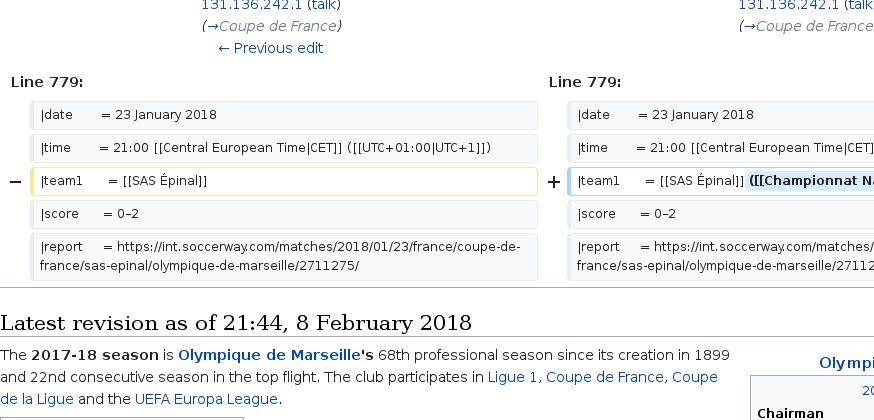 131.136.242.1 (talk) 131.136.242.1 (talk
(→Coupe de France) (→Coupe de France
← Previous edit
Line 779: Line 779:
|date = 23 January 2018 |date = 23 January 2018
|time = 21:00 [[Central European Time|CET]] ([[UTC+01:00|UTC+1]]) |time = 21:00 [[Central European Time|CET]
− |team1 = [[SAS Épinal]] + |team1 = [[SAS Épinal]] ([[Championnat Na
|score = 0–2 |score = 0–2
|report = https://int.soccerway.com/matches/2018/01/23/france/coupe-de- |report = https://int.soccerway.com/matches/
france/sas-epinal/olympique-de-marseille/2711275/ france/sas-epinal/olympique-de-marseille/27112
Latest revision as of 21:44, 8 February 2018
The 2017-18 season is Olympique de Marseille's 68th professional season since its creation in 1899
and 22nd consecutive season in the top flight. The club participates in Ligue 1, Coupe de France, Coupe
de la Ligue and the UEFA Europa League.
Olymp
20
Chairman